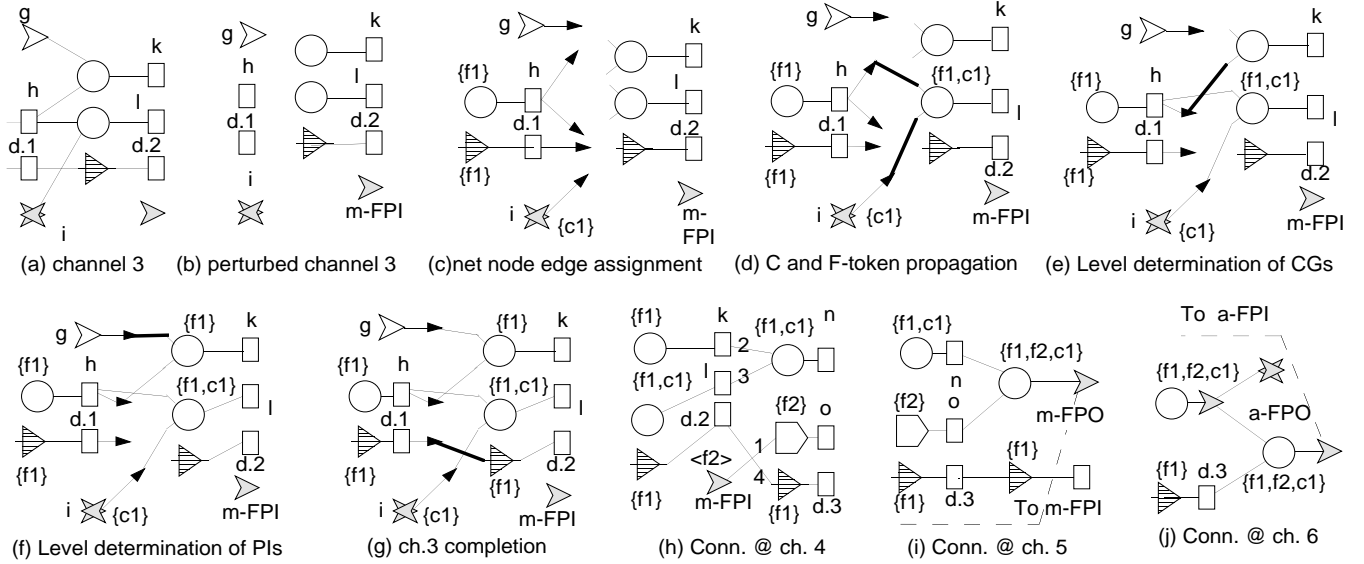 g
k
h
l
d.1
d.2
i
(a) channel 3
g
k
h
l
d.1
d.2
i
m-FPI
(b) perturbed channel 3
g
k
{f1}
h
l
d.1
d.2
{f1}
i
{c1}
m-
FPI
(c)net node edge assignment
g
k
{f1}
h
{f1,c1}
l
d.1
{f1}
d.2
i
{c1}
m-FPI
(d) C and F-token propagation
g
k
{f1}
h
{f1,c1}
l
d.1
{f1}
d.2
i
{c1}
m-FPI
(e) Level determination of CGs
g
{f1}
k
{f1}
h
{f1,c1}
l
d.1
d.2
{f1}
i
{c1}
m-FPI
(f) Level determination of PIs
g
{f1}
k
{f1}
h
{f1,c1}
l
d.1
d.2
{f1}
{f1}
i
{c1}
m-FPI
(g) ch.3 completion
{f1}
k
n
{f1,c1}
2
{f1,c1}
l
3
d.2
{f2}
o
<f2>
1
4
{f1}
m-FPI
{f1}
d.3
(h) Conn. @ ch. 4
{f1,c1}
{f1,f2,c1}
n
{f2}
o
m-FPO
{f1}
{f1}
d.3
To m-FPI
(i) Conn. @ ch. 5
To a-FPI
{f1,f2,c1}
a-FPO
{f1}
d.3
{f1,f2,c1}
(j) Conn. @ ch. 6